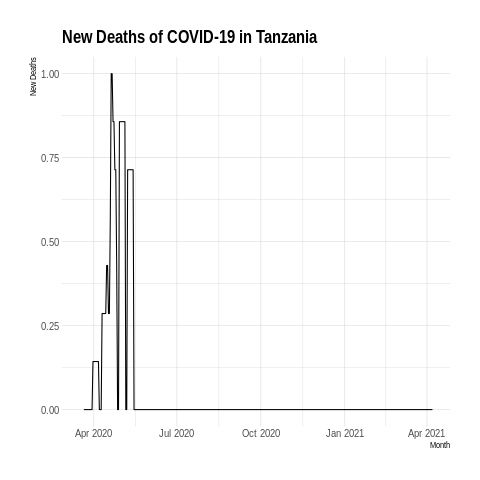 New Deaths of COVID-19 in Tanzania
New Deaths
1.00
0.75
0.50
0.25
0.00
Apr 2020 Jul 2020 Oct 2020 Jan 2021 Apr 2021
Month